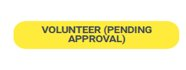 VOLUNTEER (PENDING
APPROVAL)